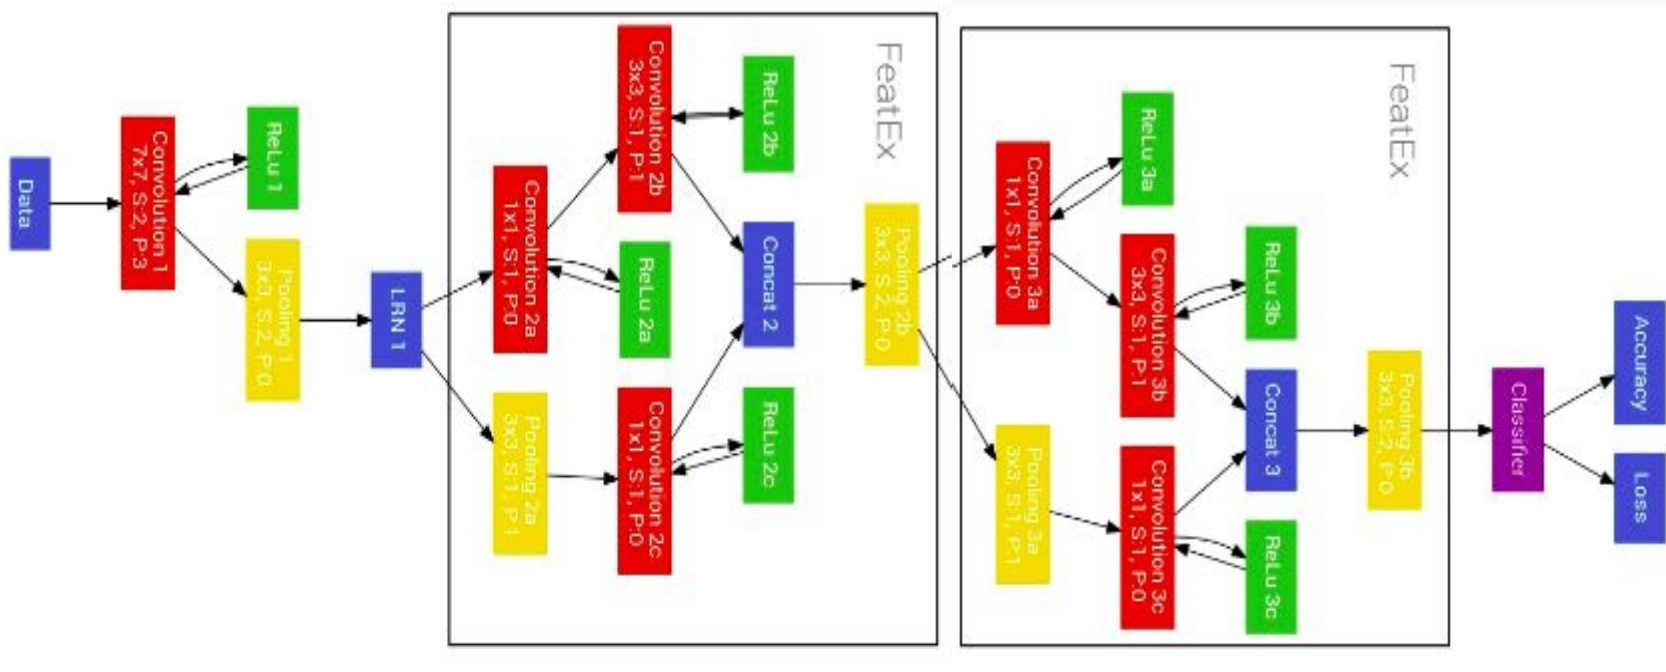 Data
Convolution 1
7x7, S:2, P:3
ReLu 1
Pooling 1
3x3, S:2, P:0
LRN 1
FeatEx
Convolution 2a
1x1, S:1, P:0
ReLu 2a
Convolution 2b
3x3, S:1, P:1
ReLu 2b
Pooling 2a
3x3, S:1, P:1
Convolution 2c
1x1, S:1, P:0
ReLu 2c
Concat 2
Pooling 2b
3x3, S:2, P:0
FeatEx
Convolution 3a
1x1, S:1, P:0
ReLu 3a
Convolution 3b
3x3, S:1, P:1
ReLu 3b
Pooling 3a
3x3, S:1, P:1
Convolution 3c
1x1, S:1, P:0
ReLu 3c
Concat 3
Pooling 3b
3x3, S:2, P:0
Classifier
Accuracy
Loss